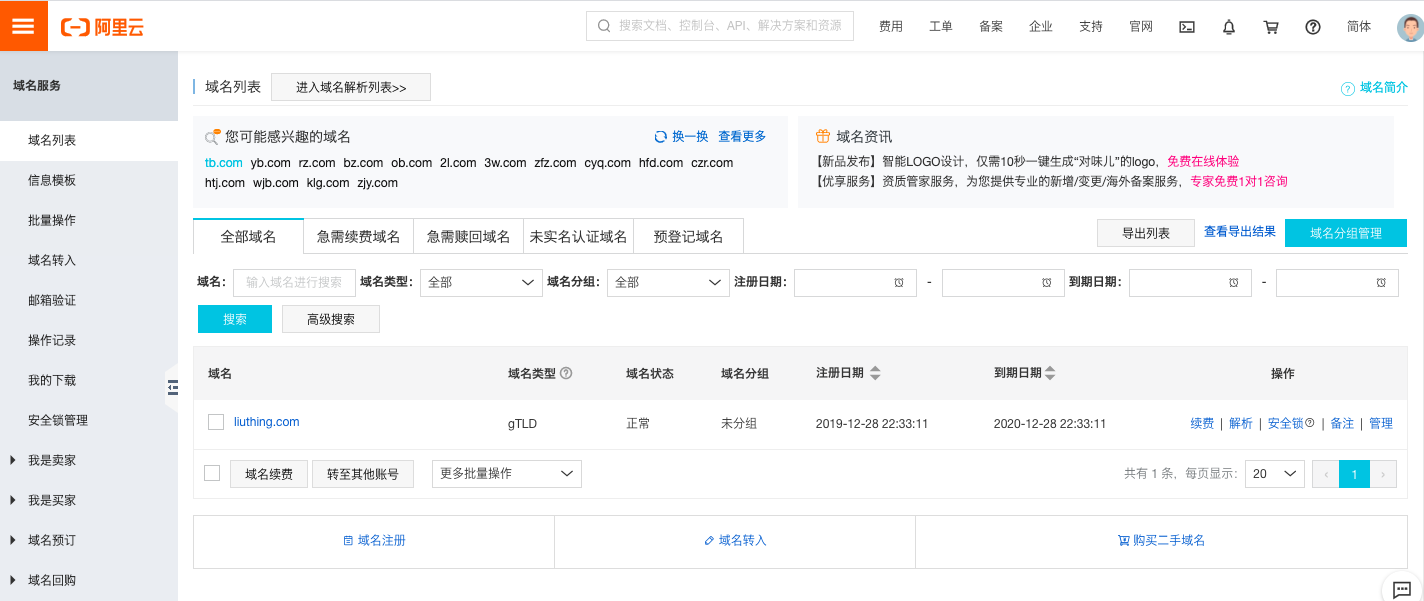 阿里云
搜索文档、控制台、API、解决方案和资源
费用 工单 备案 企业 支持 官网 简体
域名服务
域名列表
信息模板
批量操作
域名转入
邮箱验证
操作记录
我的下载
安全锁管理
我是卖家
我是买家
域名预订
域名回购
域名列表 进入域名解析列表>>
域名简介
您可能感兴趣的域名 换一换 查看更多
tb.com yb.com rz.com bz.com ob.com 2l.com 3w.com zfz.com cyq.com hfd.com czr.com
htj.com wjb.com klg.com zjy.com
域名资讯
【新品发布】智能LOGO设计，仅需10秒一键生成“对味儿”的logo，免费在线体验
【优享服务】资质管家服务，为您提供专业的新增/变更/海外备案服务，专家免费1对1咨询
全部域名 急需续费域名 急需赎回域名 未实名认证域名 预登记域名
导出列表 查看导出结果 域名分组管理
域名： 输入域名进行搜索 域名类型： 全部 域名分组： 全部 注册日期： - 到期日期： -
搜索 高级搜索
域名 域名类型 域名状态 域名分组 注册日期 到期日期 操作
liuthing.com gTLD 正常 未分组 2019-12-28 22:33:11 2020-12-28 22:33:11 续费 | 解析 | 安全锁 | 备注 | 管理
域名续费 转至其他账号 更多批量操作 共有 1 条，每页显示： 20 ‹ 1 ›
域名注册 域名转入 购买二手域名